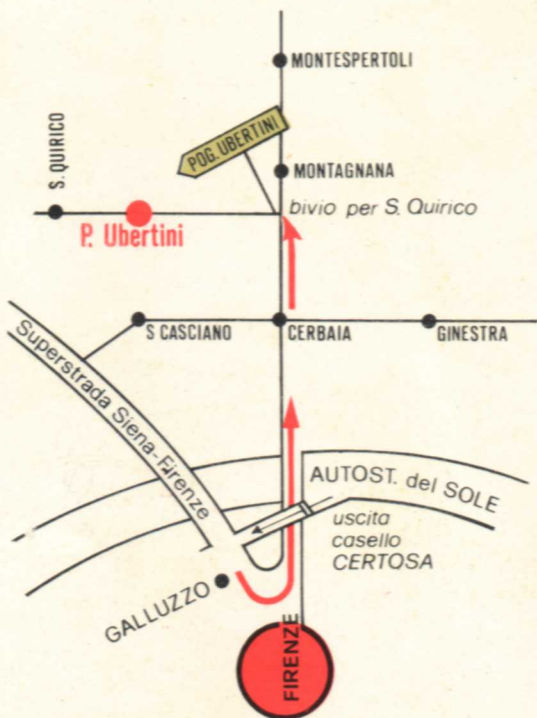 MONTESPERTOLI
POG. UBERTINI
S. QUIRICO
MONTAGNANA
bivio per S. Quirico
P. Ubertini
S CASCIANO
CERBAIA
GINESTRA
Superstrada Siena-Firenze
AUTOST. del SOLE
uscita
casello
CERTOSA
GALLUZZO
FIRENZE